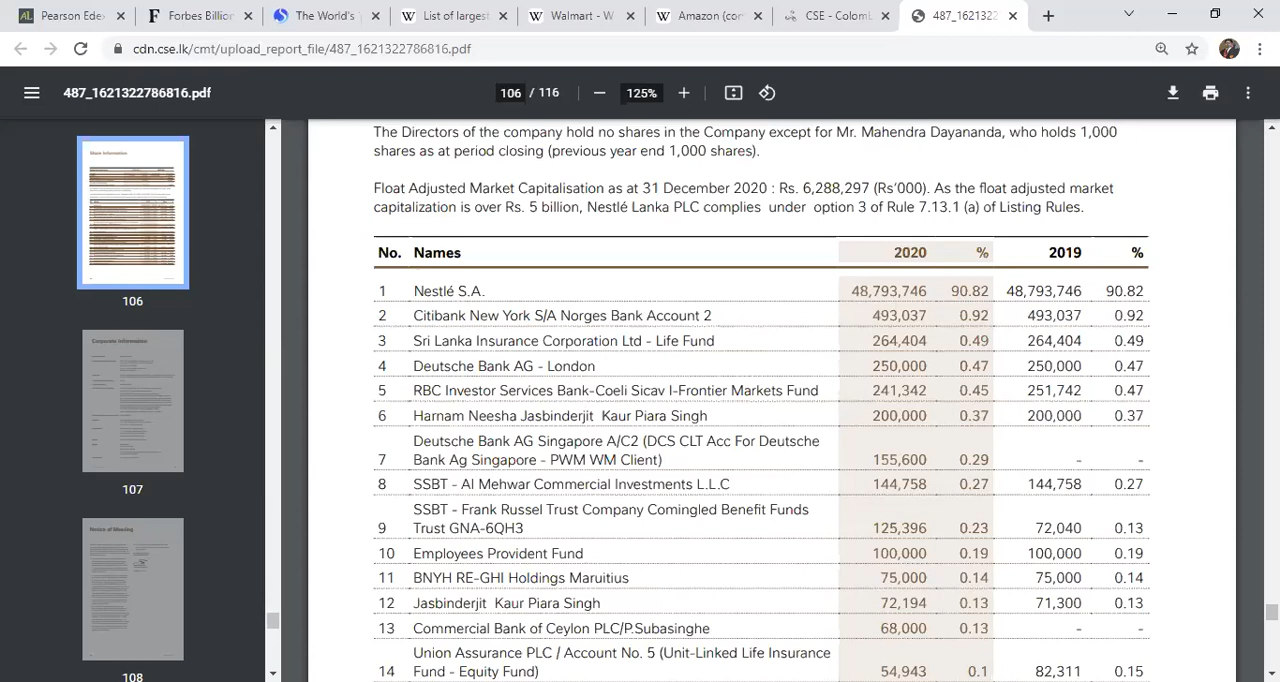 Pearson Edex
Forbes Billion
The World's
List of largest
Walmart - W
Amazon (com
CSE - Colomb
487_1621322
cdn.cse.lk/cmt/upload_report_file/487_1621322786816.pdf
487_1621322786816.pdf
106 / 116
125%
106
107
108
The Directors of the company hold no shares in the Company except for Mr. Mahendra Dayananda, who holds 1,000
shares as at period closing (previous year end 1,000 shares).
Float Adjusted Market Capitalisation as at 31 December 2020 : Rs. 6,288,297 (Rs'000). As the float adjusted market
capitalization is over Rs. 5 billion, Nestlé Lanka PLC complies under option 3 of Rule 7.13.1 (a) of Listing Rules.
No. Names 2020 % 2019 %
1 Nestlé S.A. 48,793,746 90.82 48,793,746 90.82
2 Citibank New York S/A Norges Bank Account 2 493,037 0.92 493,037 0.92
3 Sri Lanka Insurance Corporation Ltd - Life Fund 264,404 0.49 264,404 0.49
4 Deutsche Bank AG - London 250,000 0.47 250,000 0.47
5 RBC Investor Services Bank-Coeli Sicav I-Frontier Markets Fund 241,342 0.45 251,742 0.47
6 Harnam Neesha Jasbinderjit Kaur Piara Singh 200,000 0.37 200,000 0.37
Deutsche Bank AG Singapore A/C2 (DCS CLT Acc For Deutsche
7 Bank Ag Singapore - PWM WM Client) 155,600 0.29 - -
8 SSBT - Al Mehwar Commercial Investments L.L.C 144,758 0.27 144,758 0.27
SSBT - Frank Russel Trust Company Comingled Benefit Funds
9 Trust GNA-6QH3 125,396 0.23 72,040 0.13
10 Employees Provident Fund 100,000 0.19 100,000 0.19
11 BNYH RE-GHI Holdings Maruitius 75,000 0.14 75,000 0.14
12 Jasbinderjit Kaur Piara Singh 72,194 0.13 71,300 0.13
13 Commercial Bank of Ceylon PLC/P.Subasinghe 68,000 0.13 - -
Union Assurance PLC / Account No. 5 (Unit-Linked Life Insurance
14 Fund - Equity Fund) 54,943 0.1 82,311 0.15
Share Information
Corporate Information
Notice of Meeting